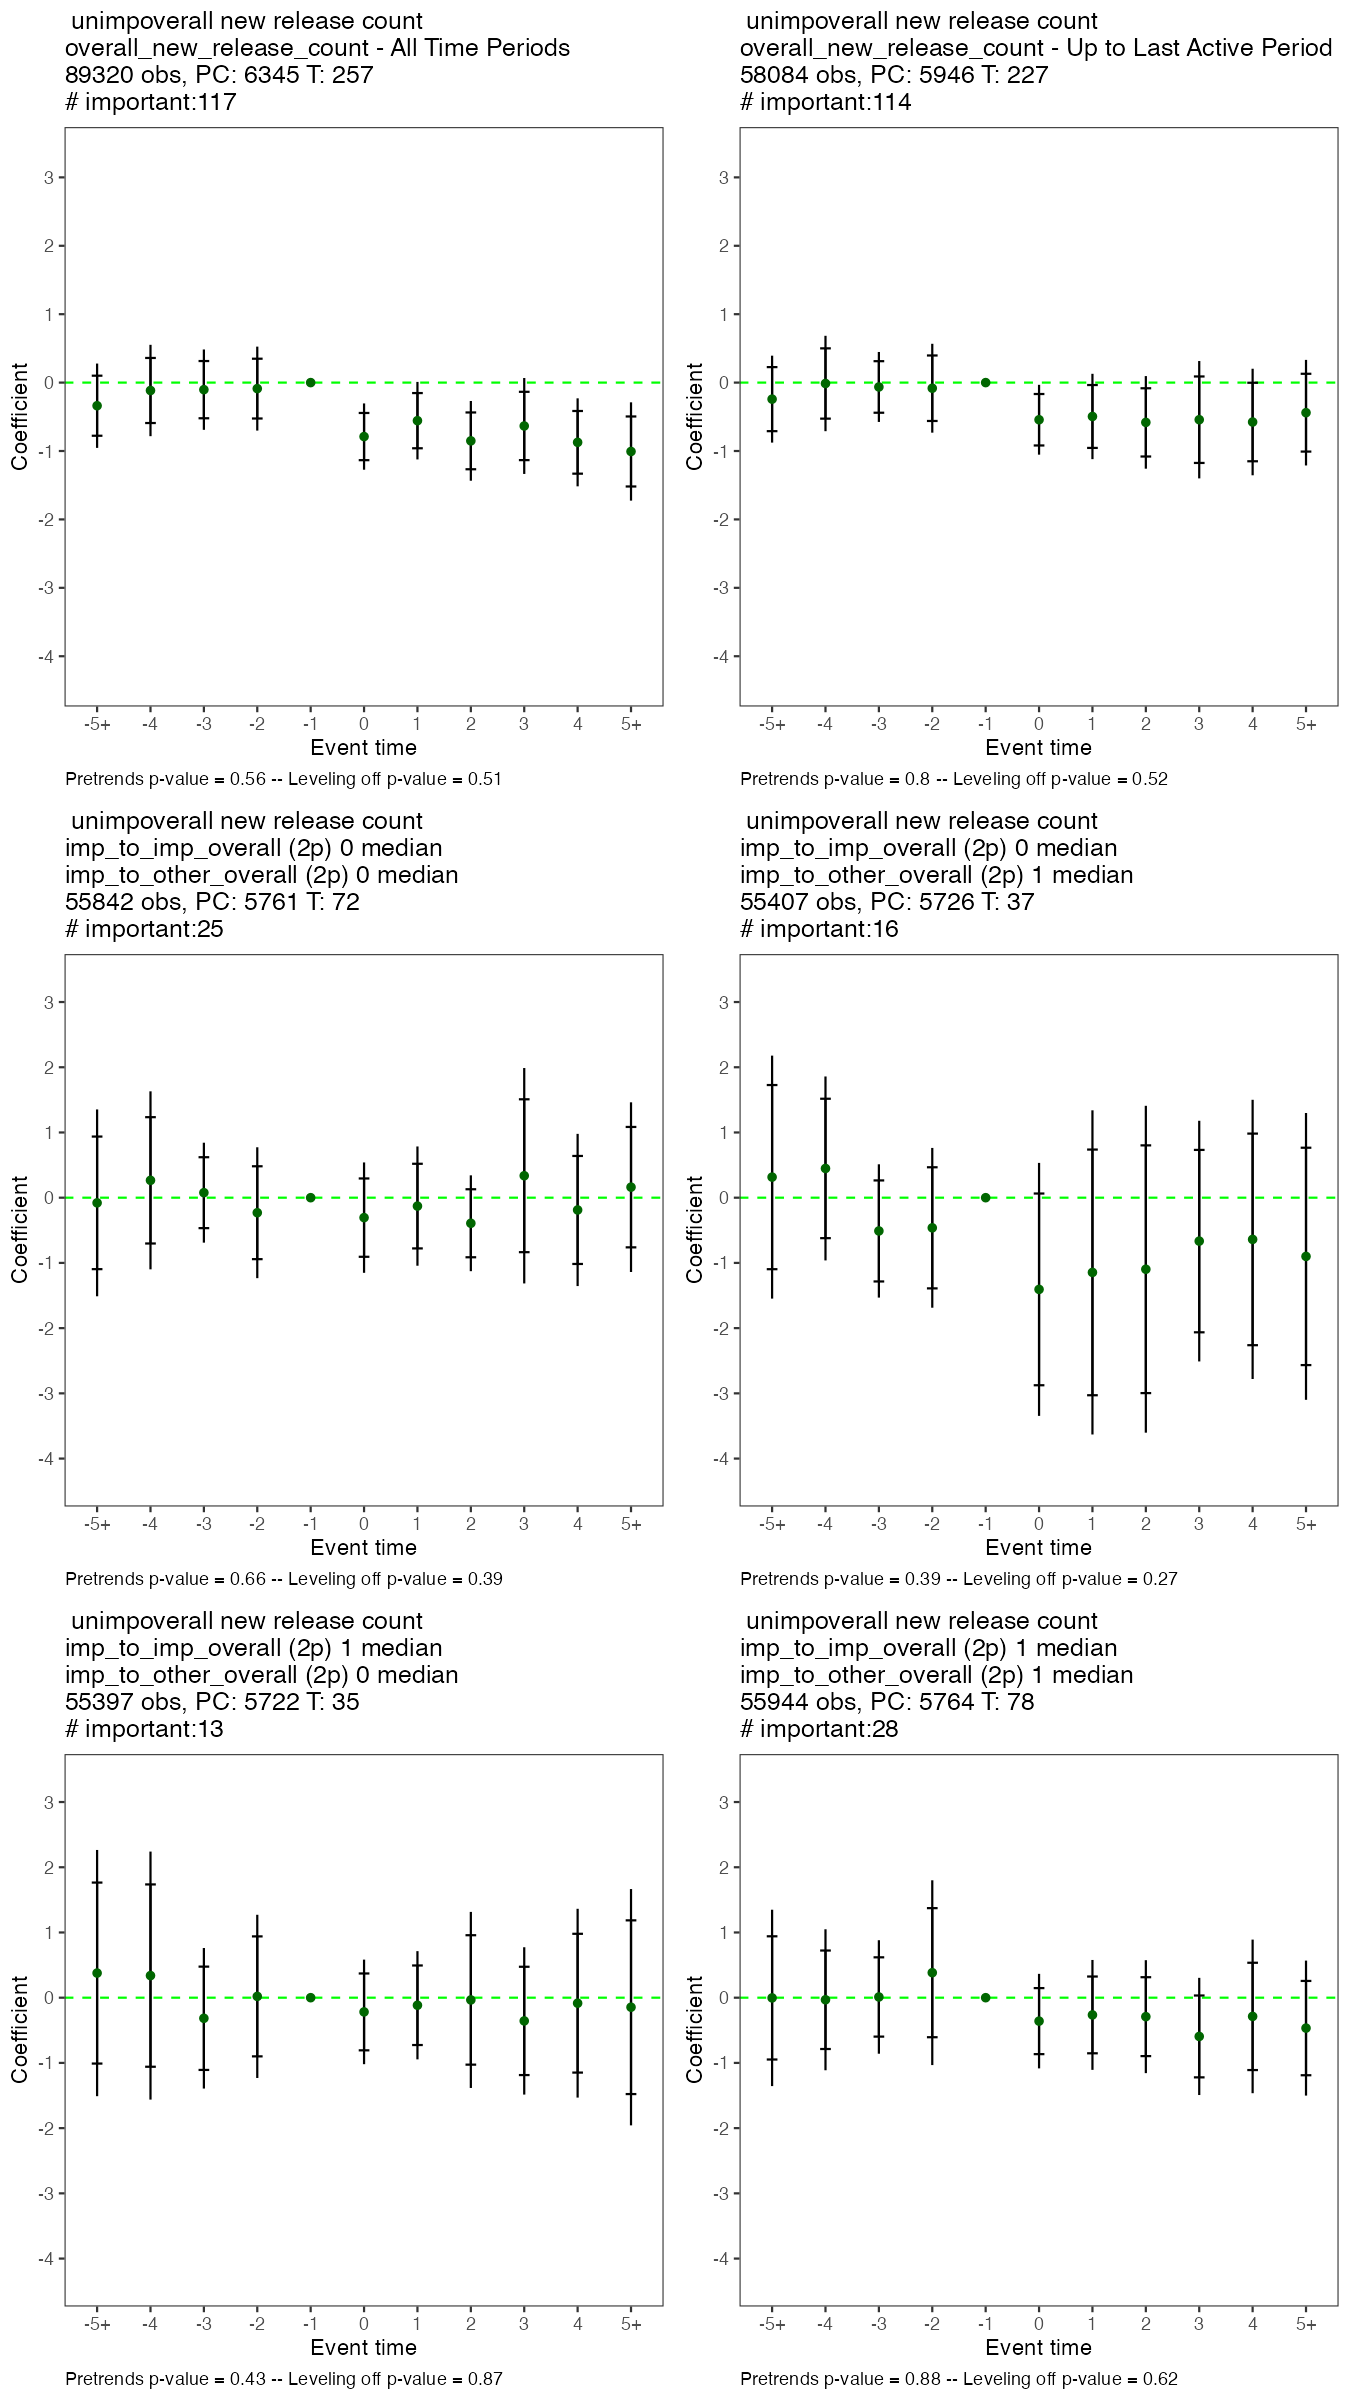 unimpoverall new release count
overall_new_release_count - All Time Periods
89320 obs, PC: 6345 T: 257
# important:117
3
2
1
0
-1
-2
-3
-4
Coefficient
-5+ -4 -3 -2 -1 0 1 2 3 4 5+
Event time
Pretrends p-value = 0.56 -- Leveling off p-value = 0.51
unimpoverall new release count
overall_new_release_count - Up to Last Active Period
58084 obs, PC: 5946 T: 227
# important:114
3
2
1
0
-1
-2
-3
-4
Coefficient
-5+ -4 -3 -2 -1 0 1 2 3 4 5+
Event time
Pretrends p-value = 0.8 -- Leveling off p-value = 0.52
unimpoverall new release count
imp_to_imp_overall (2p) 0 median
imp_to_other_overall (2p) 0 median
55842 obs, PC: 5761 T: 72
# important:25
3
2
1
0
-1
-2
-3
-4
Coefficient
-5+ -4 -3 -2 -1 0 1 2 3 4 5+
Event time
Pretrends p-value = 0.66 -- Leveling off p-value = 0.39
unimpoverall new release count
imp_to_imp_overall (2p) 0 median
imp_to_other_overall (2p) 1 median
55407 obs, PC: 5726 T: 37
# important:16
3
2
1
0
-1
-2
-3
-4
Coefficient
-5+ -4 -3 -2 -1 0 1 2 3 4 5+
Event time
Pretrends p-value = 0.39 -- Leveling off p-value = 0.27
unimpoverall new release count
imp_to_imp_overall (2p) 1 median
imp_to_other_overall (2p) 0 median
55397 obs, PC: 5722 T: 35
# important:13
3
2
1
0
-1
-2
-3
-4
Coefficient
-5+ -4 -3 -2 -1 0 1 2 3 4 5+
Event time
Pretrends p-value = 0.43 -- Leveling off p-value = 0.87
unimpoverall new release count
imp_to_imp_overall (2p) 1 median
imp_to_other_overall (2p) 1 median
55944 obs, PC: 5764 T: 78
# important:28
3
2
1
0
-1
-2
-3
-4
Coefficient
-5+ -4 -3 -2 -1 0 1 2 3 4 5+
Event time
Pretrends p-value = 0.88 -- Leveling off p-value = 0.62